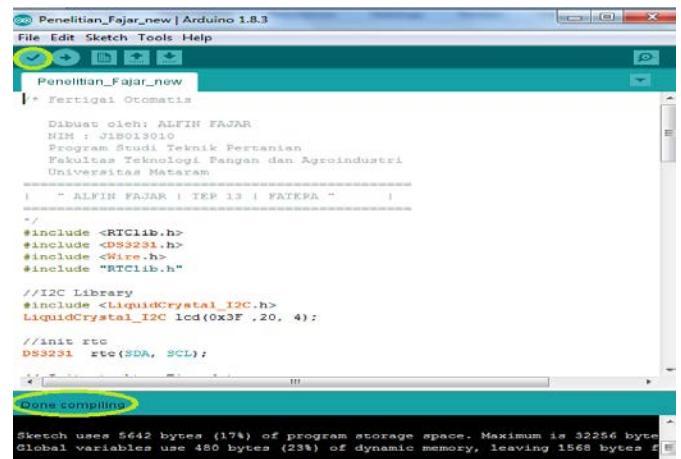 Penelitian_Fajar_new | Arduino 1.8.3
File Edit Sketch Tools Help
Penelitian_Fajar_new
/* Fertigai Otomatis
Dibuat oleh: ALFIN FAJAR
NIM : J1B013010
Program Studi Teknik Pertanian
Fakultas Teknologi Pangan dan Agroindustri
Universitas Mataram
================================================
| " ALFIN FAJAR | TEP 13 | FATEPA " |
================================================
*/
#include <RTClib.h>
#include <DS3231.h>
#include <Wire.h>
#include "RTClib.h"
//I2C Library
#include <LiquidCrystal_I2C.h>
LiquidCrystal_I2C lcd(0x3F ,20, 4);
//init rtc
DS3231 rtc(SDA, SCL);
Done compiling
Sketch uses 5642 bytes (17%) of program storage space. Maximum is 32256 byte
Global variables use 480 bytes (23%) of dynamic memory, leaving 1568 bytes f